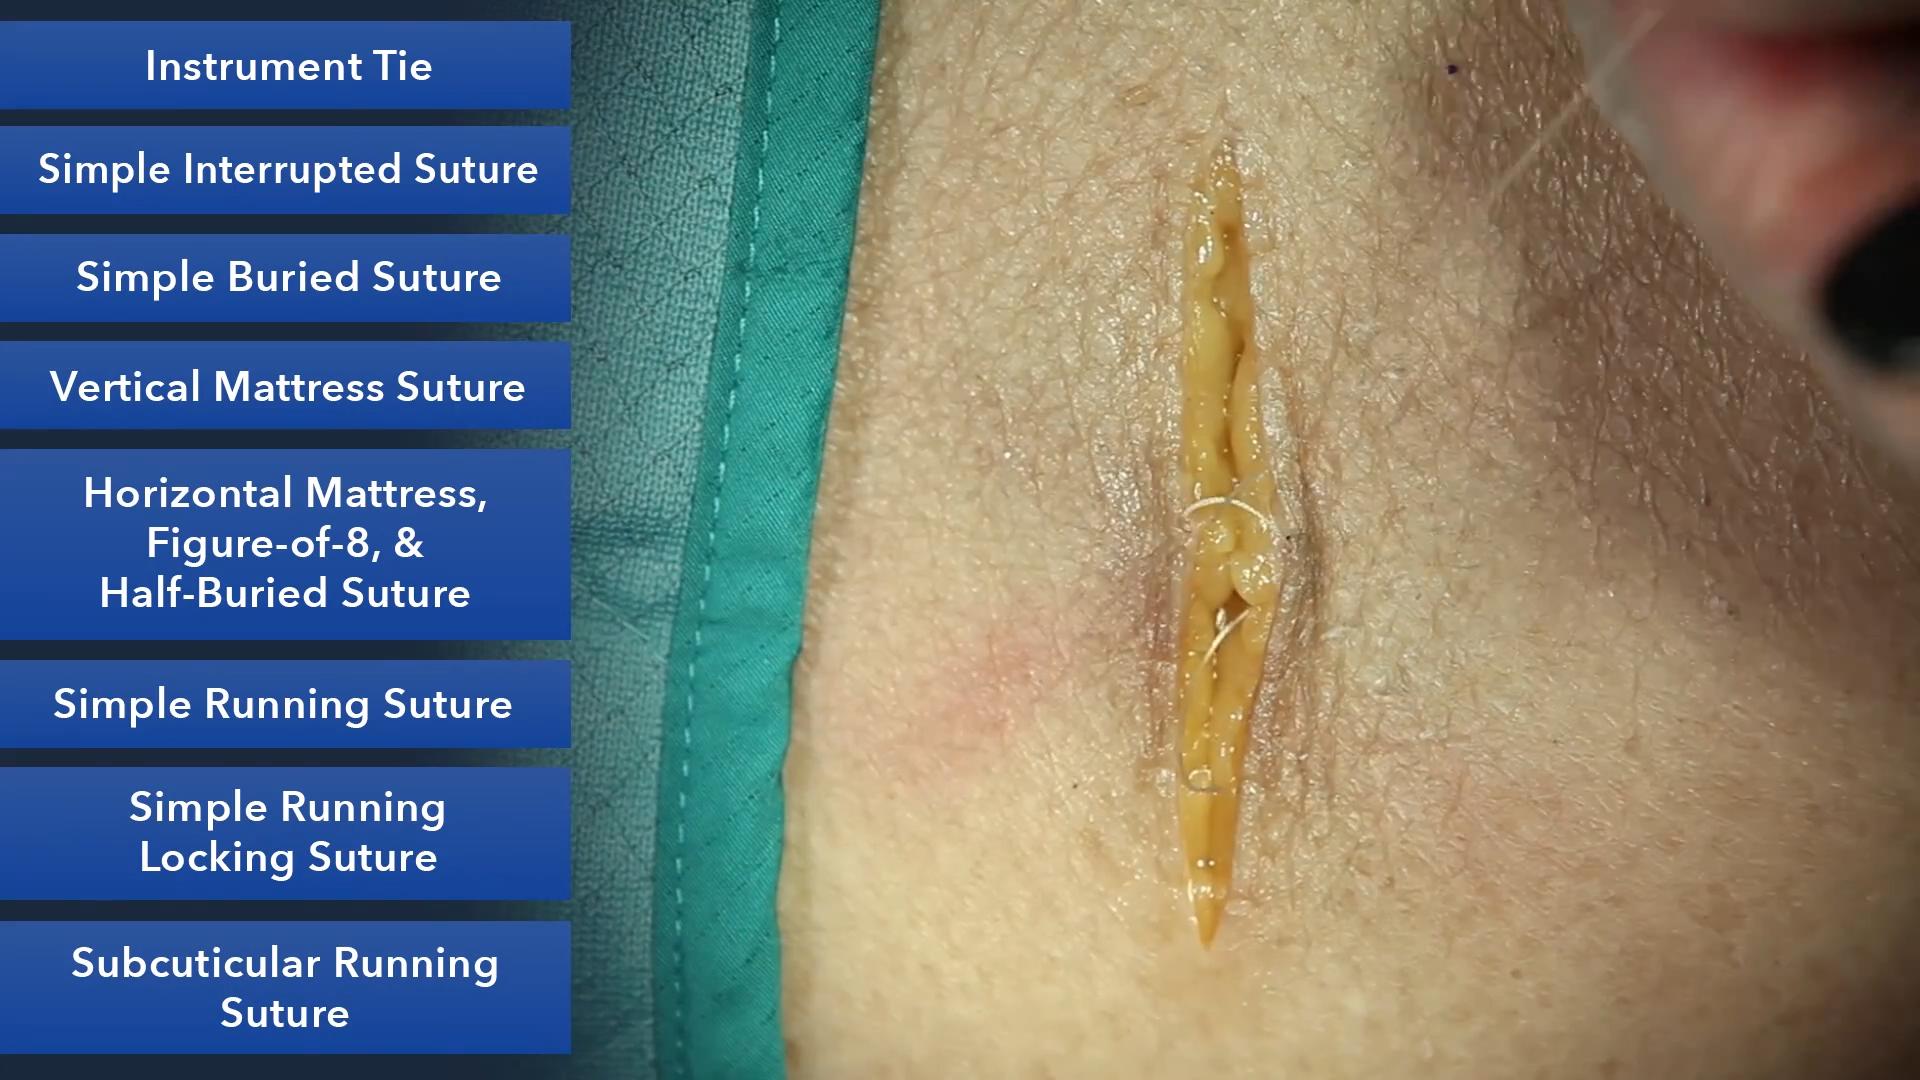 Instrument Tie
Simple Interrupted Suture
Simple Buried Suture
Vertical Mattress Suture
Horizontal Mattress,
Figure-of-8, &
Half-Buried Suture
Simple Running Suture
Simple Running
Locking Suture
Subcuticular Running
Suture